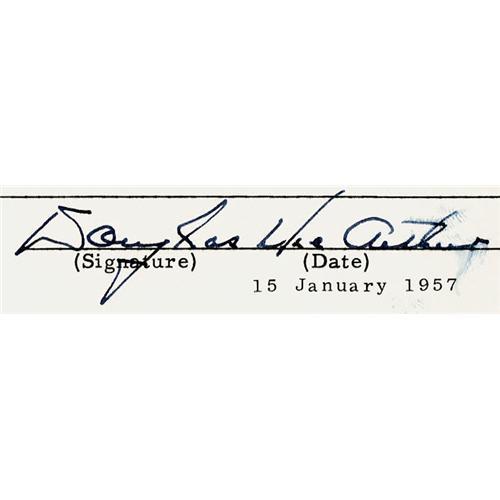 Douglas MacArthur
(Signature) (Date)
15 January 1957